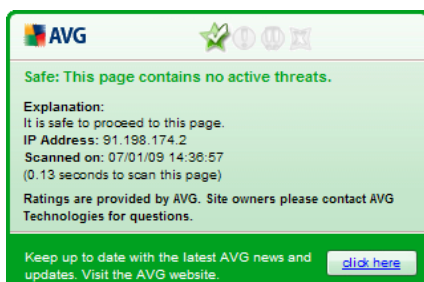 AVG
Safe: This page contains no active threats.
Explanation:
It is safe to proceed to this page.
IP Address: 91.198.174.2
Scanned on: 07/01/09 14:36:57
(0.13 seconds to scan this page)
Ratings are provided by AVG. Site owners please contact AVG
Technologies for questions.
Keep up to date with the latest AVG news and
updates. Visit the AVG website.
click here